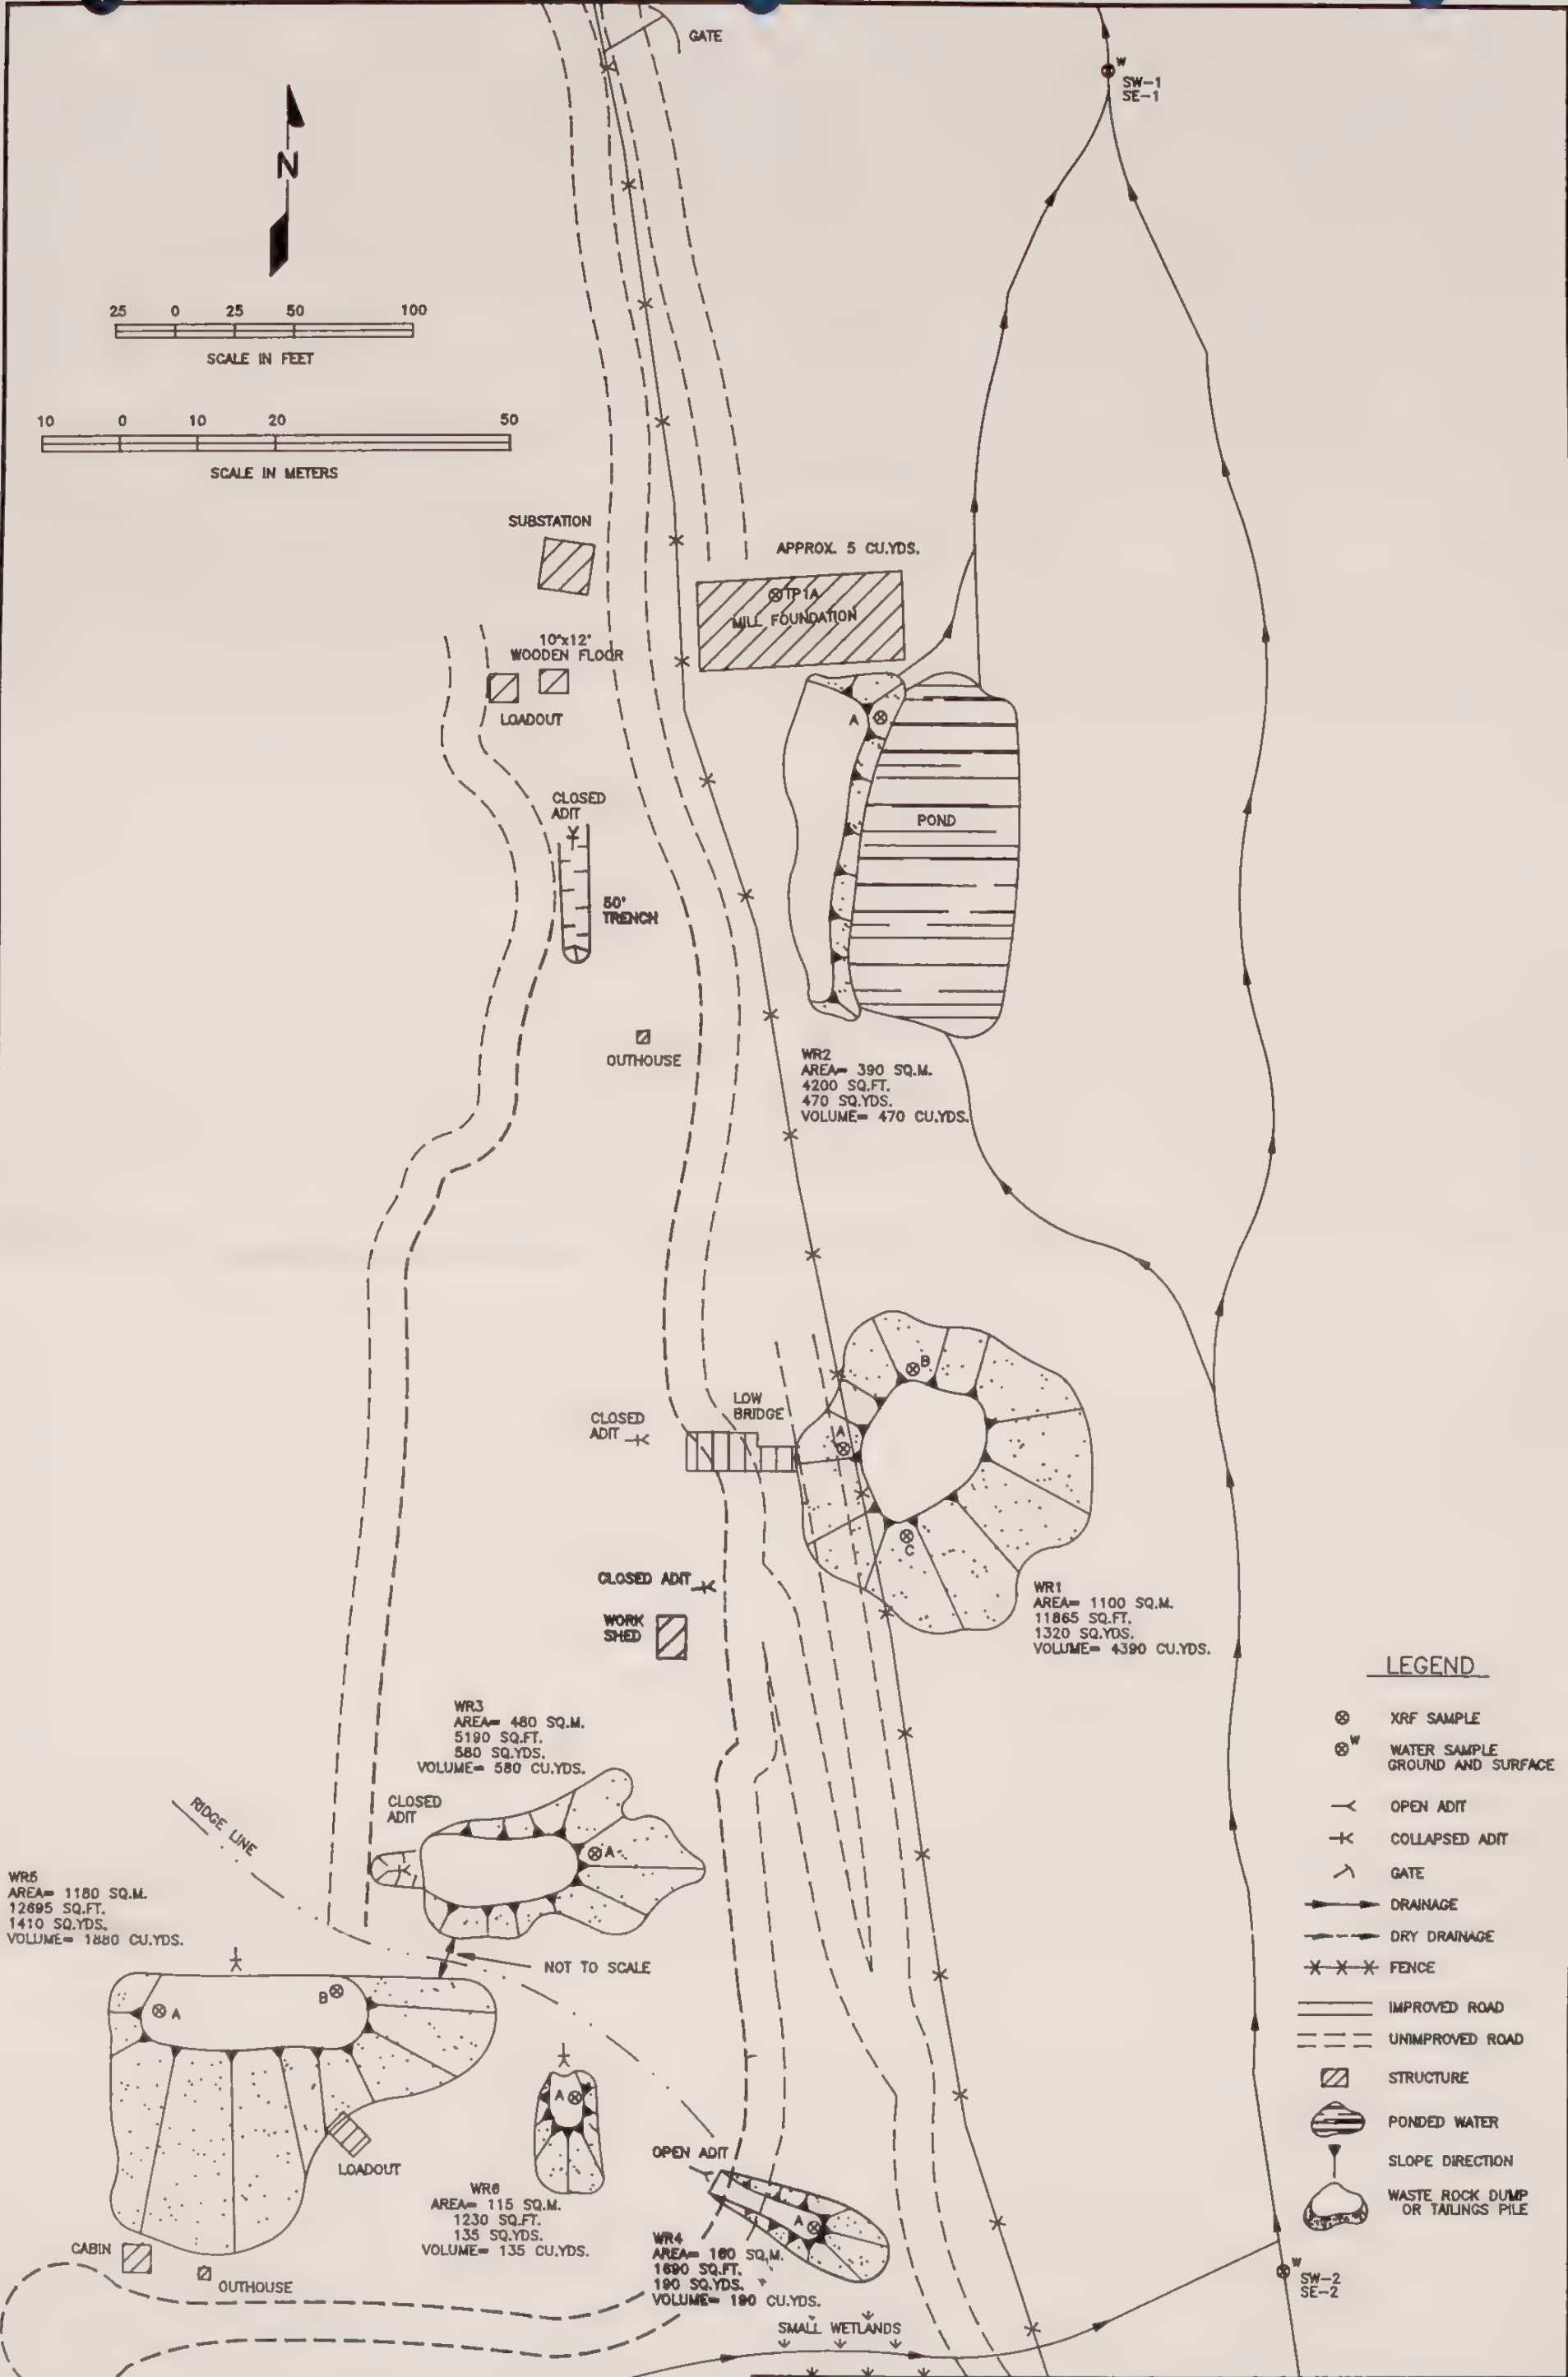 GATE
W
SW-1
SE-1
N
25 0 25 50 100
SCALE IN FEET
10 0 10 20 50
SCALE IN METERS
SUBSTATION
APPROX. 5 CU.YDS.
TP1A
MILL FOUNDATION
10'x12'
WOODEN FLOOR
LOADOUT
A
POND
CLOSED
ADIT
50'
TRENCH
OUTHOUSE
WR2
AREA= 390 SQ.M.
4200 SQ.FT.
470 SQ.YDS.
VOLUME= 470 CU.YDS.
B
LOW
BRIDGE
CLOSED
ADIT
A
C
CLOSED ADIT
WORK
SHED
WR1
AREA= 1100 SQ.M.
11865 SQ.FT.
1320 SQ.YDS.
VOLUME= 4390 CU.YDS.
WR3
AREA= 480 SQ.M.
5190 SQ.FT.
580 SQ.YDS.
VOLUME= 580 CU.YDS.
CLOSED
ADIT
A
RIDGE LINE
WR5
AREA= 1180 SQ.M.
12695 SQ.FT.
1410 SQ.YDS.
VOLUME= 1880 CU.YDS.
NOT TO SCALE
A
B
A
LOADOUT
OPEN ADIT
WR6
AREA= 115 SQ.M.
1230 SQ.FT.
135 SQ.YDS.
VOLUME= 135 CU.YDS.
A
WR4
AREA= 160 SQ.M.
1690 SQ.FT.
190 SQ.YDS.
VOLUME= 190 CU.YDS.
CABIN
OUTHOUSE
SMALL WETLANDS
W
SW-2
SE-2
LEGEND
XRF SAMPLE
W
WATER SAMPLE
GROUND AND SURFACE
OPEN ADIT
COLLAPSED ADIT
GATE
DRAINAGE
DRY DRAINAGE
FENCE
IMPROVED ROAD
UNIMPROVED ROAD
STRUCTURE
PONDED WATER
SLOPE DIRECTION
WASTE ROCK DUMP
OR TAILINGS PILE